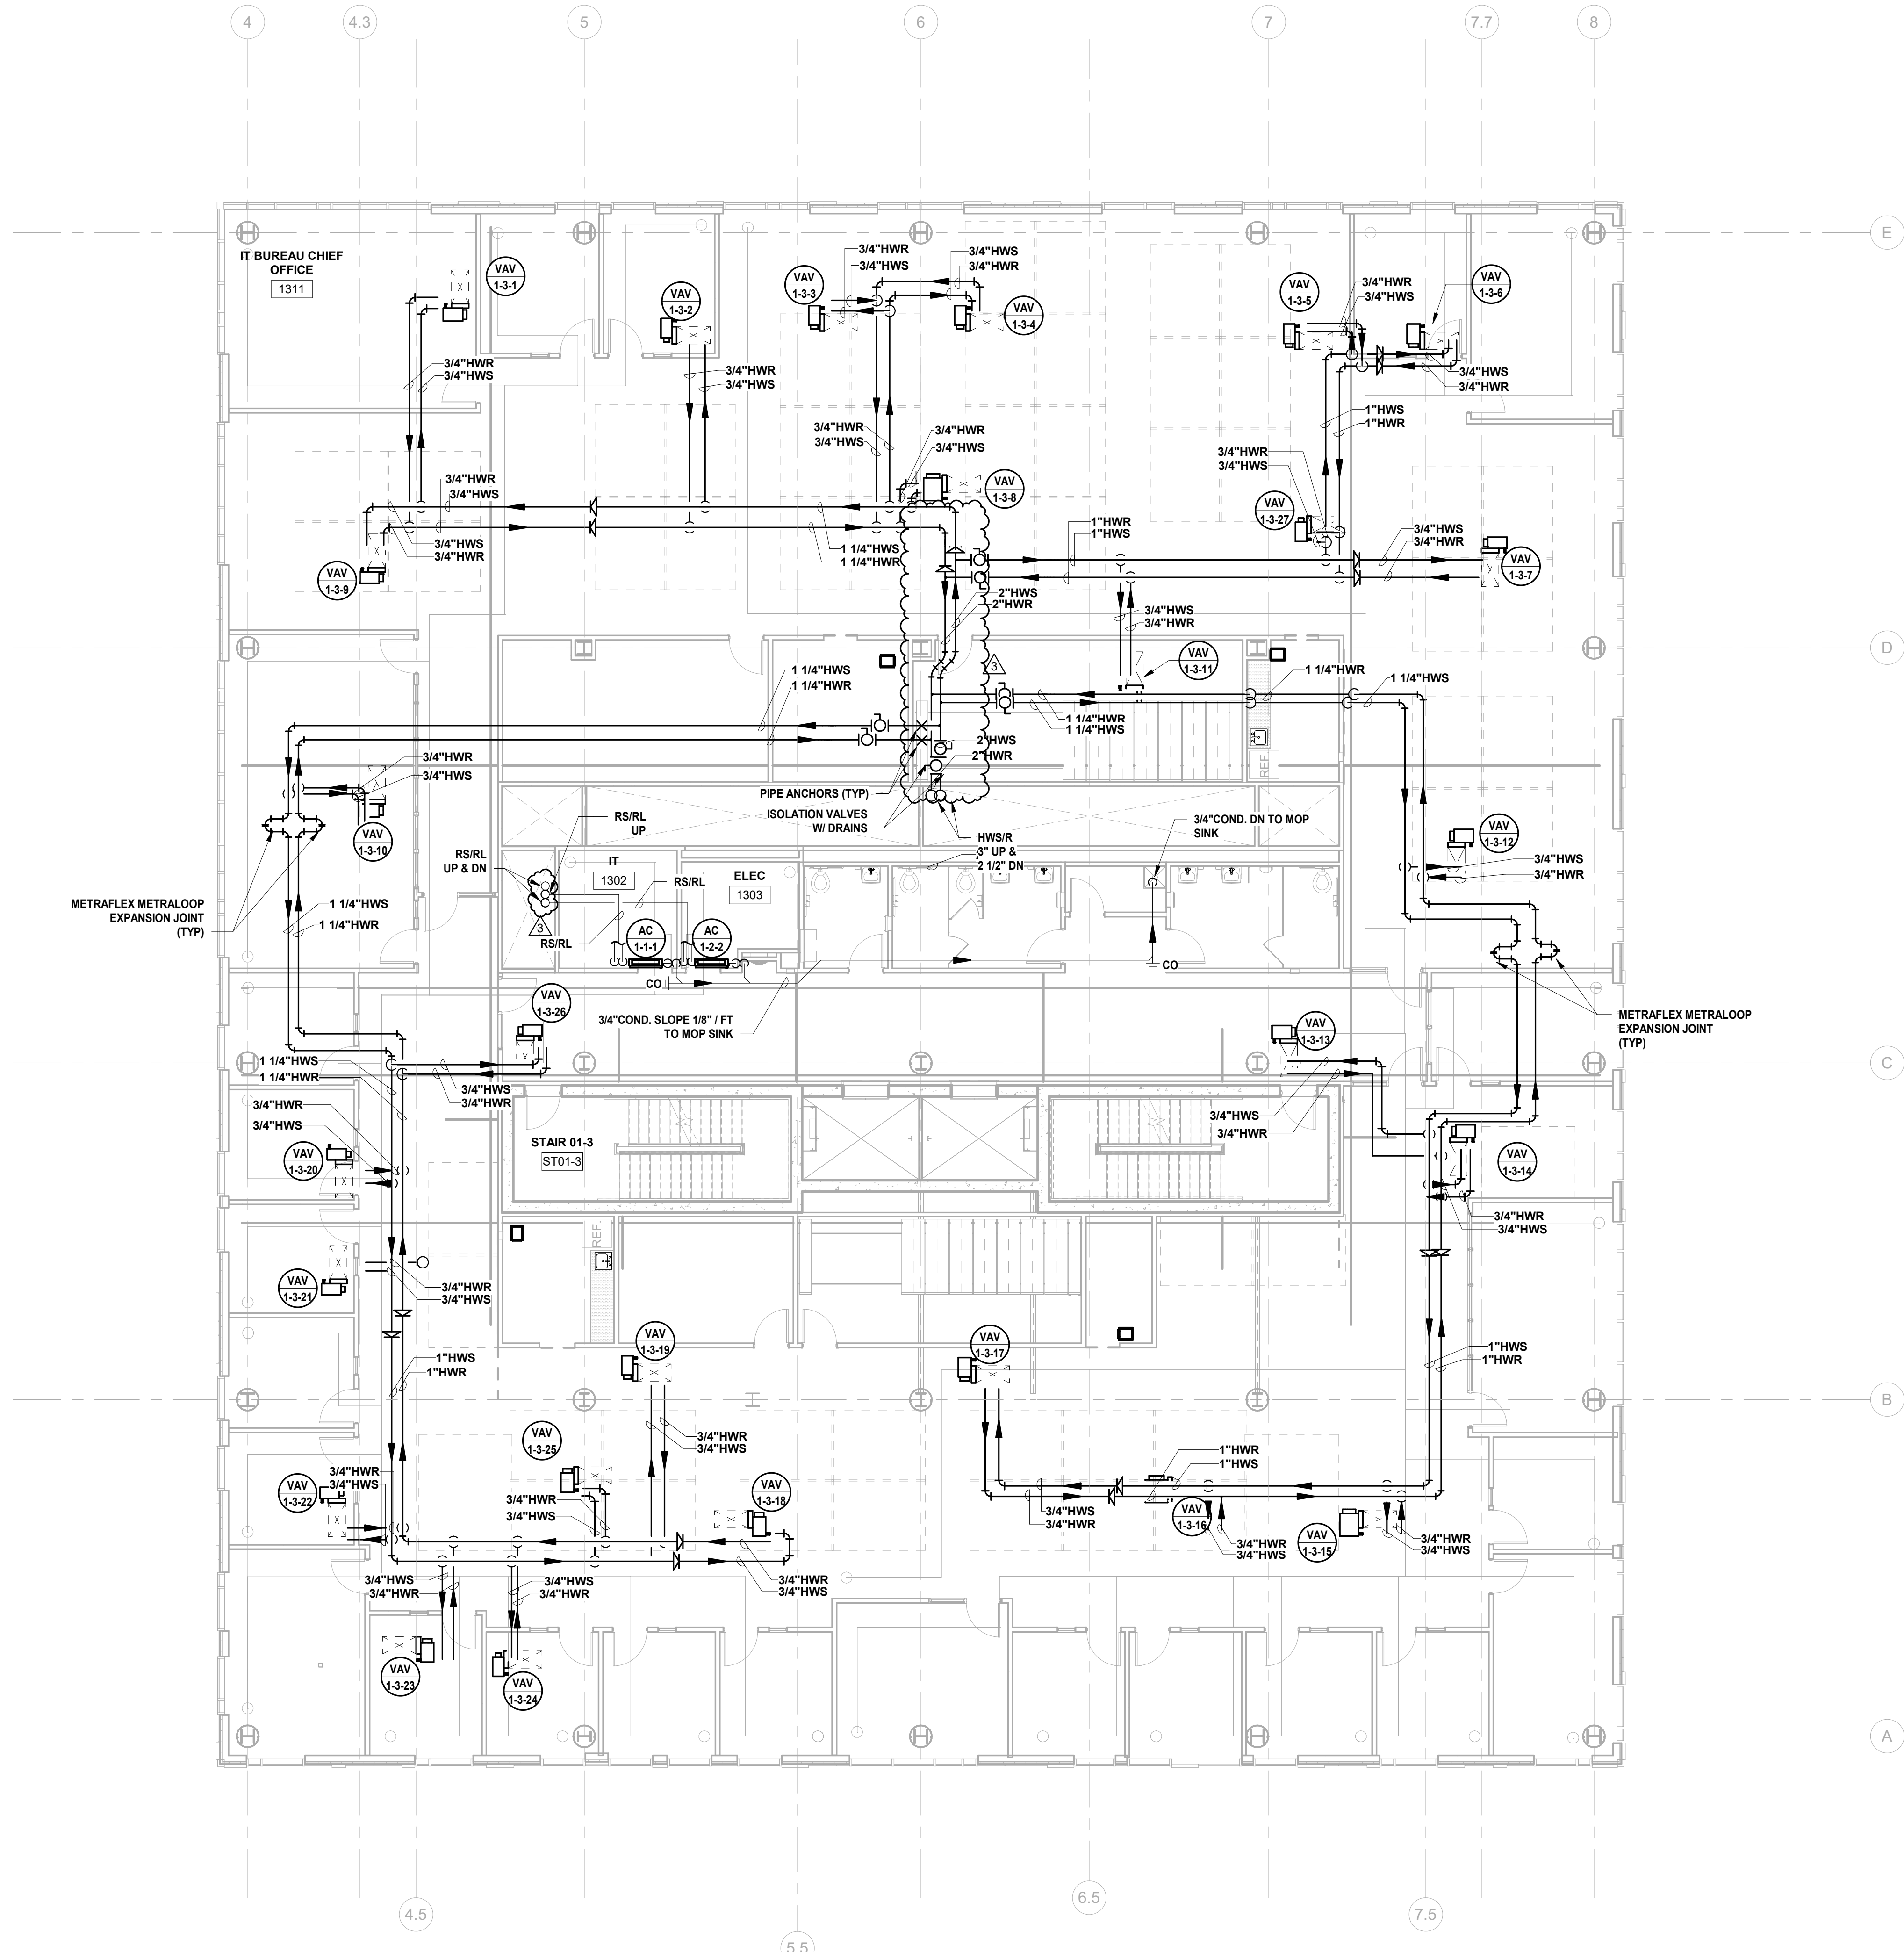 4
4.3
5
6
7
7.7
8
E
IT BUREAU CHIEF
OFFICE
1311
VAV
1-3-1
VAV
1-3-2
VAV
1-3-3
3/4"HWR
3/4"HWS
3/4"HWS
3/4"HWR
VAV
1-3-4
VAV
1-3-5
3/4"HWR
3/4"HWS
VAV
1-3-6
3/4"HWR
3/4"HWS
3/4"HWR
3/4"HWS
3/4"HWS
3/4"HWR
1"HWS
1"HWR
3/4"HWR
3/4"HWS
3/4"HWR
3/4"HWS
3/4"HWR
3/4"HWS
VAV
1-3-8
3/4"HWR
3/4"HWS
VAV
1-3-27
3/4"HWS
3/4"HWR
1 1/4"HWS
1 1/4"HWR
1"HWR
1"HWS
3/4"HWS
3/4"HWR
VAV
1-3-7
VAV
1-3-9
2"HWS
2"HWR
3/4"HWS
3/4"HWR
D
3
VAV
1-3-11
1 1/4"HWS
1 1/4"HWR
1 1/4"HWR
1 1/4"HWS
1 1/4"HWR
1 1/4"HWS
2"HWS
2"HWR
REF
3/4"HWR
3/4"HWS
VAV
1-3-10
PIPE ANCHORS (TYP)
ISOLATION VALVES
W/ DRAINS
RS/RL
UP
RS/RL
UP & DN
HWS/R
3" UP &
2 1/2" DN
3/4"COND. DN TO MOP
SINK
VAV
1-3-12
3/4"HWS
3/4"HWR
IT
1302
RS/RL
ELEC
1303
METRAFLEX METRALOOP
EXPANSION JOINT
(TYP)
1 1/4"HWS
1 1/4"HWR
3
RS/RL
AC
1-1-1
AC
1-2-2
CO
CO
VAV
1-3-26
3/4"COND. SLOPE 1/8" / FT
TO MOP SINK
VAV
1-3-13
METRAFLEX METRALOOP
EXPANSION JOINT
(TYP)
C
1 1/4"HWS
1 1/4"HWR
3/4"HWS
3/4"HWR
3/4"HWR
3/4"HWS
3/4"HWS
3/4"HWR
VAV
1-3-20
STAIR 01-3
ST01-3
VAV
1-3-14
3/4"HWR
3/4"HWS
REF
VAV
1-3-21
3/4"HWR
3/4"HWS
VAV
1-3-19
VAV
1-3-17
1"HWS
1"HWR
1"HWS
1"HWR
B
VAV
1-3-25
3/4"HWR
3/4"HWS
1"HWR
1"HWS
VAV
1-3-22
3/4"HWR
3/4"HWS
3/4"HWR
3/4"HWS
VAV
1-3-18
3/4"HWS
3/4"HWR
VAV
1-3-16
3/4"HWR
3/4"HWS
VAV
1-3-15
3/4"HWR
3/4"HWS
3/4"HWS
3/4"HWR
3/4"HWS
3/4"HWR
3/4"HWR
3/4"HWS
VAV
1-3-23
VAV
1-3-24
A
4.5
5.5
6.5
7.5